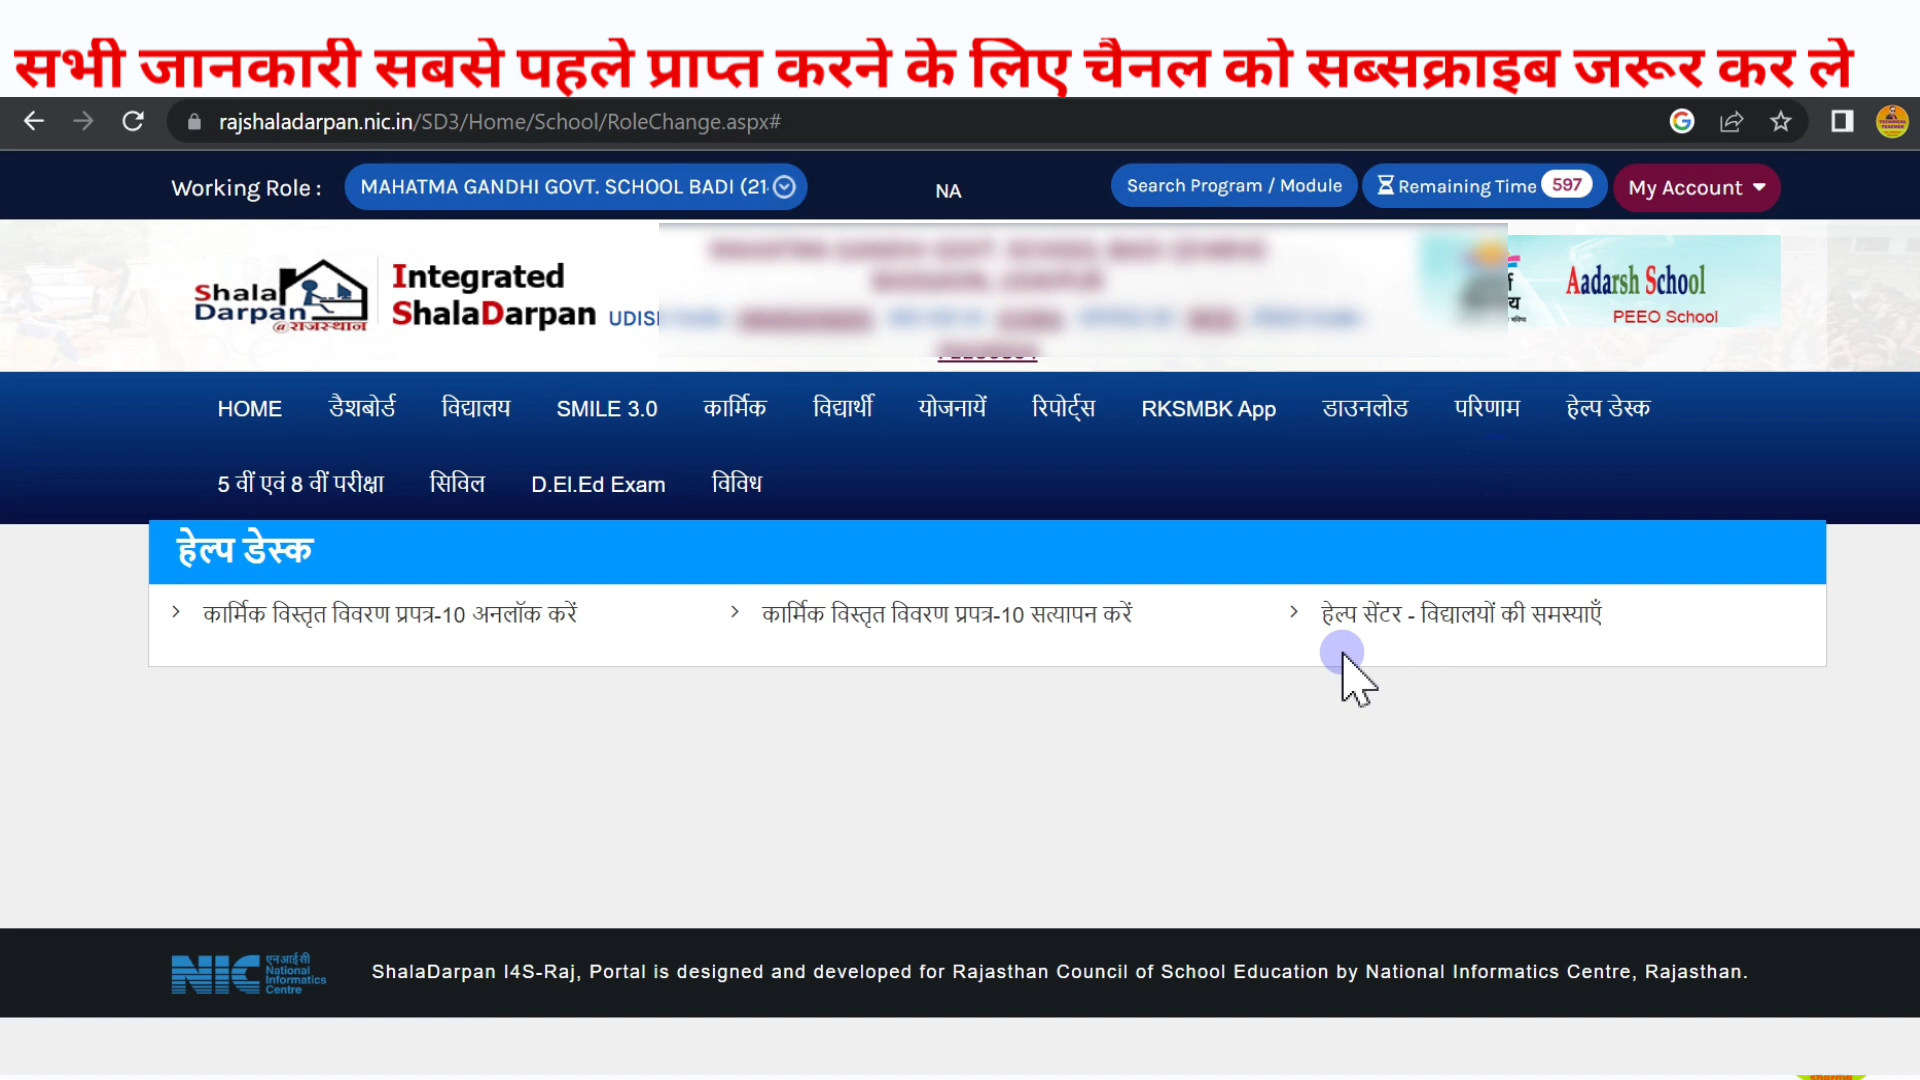 सभी जानकारी सबसे पहले प्राप्त करने के लिए चैनल को सब्सक्राइब जरूर कर ले
rajshaladarpan.nic.in/SD3/Home/School/RoleChange.aspx#
Working Role : MAHATMA GANDHI GOVT. SCHOOL BADI (21 NA Search Program / Module Remaining Time 597 My Account
Shala Darpan @राजस्थान
Integrated
ShalaDarpan
Aadarsh School
PEEO School
HOME डैशबोर्ड विद्यालय SMILE 3.0 कार्मिक विद्यार्थी योजनायें रिपोर्ट्स RKSMBK App डाउनलोड परिणाम हेल्प डेस्क
5 वीं एवं 8 वीं परीक्षा सिविल D.El.Ed Exam विविध
हेल्प डेस्क
कार्मिक विस्तृत विवरण प्रपत्र-10 अनलॉक करें कार्मिक विस्तृत विवरण प्रपत्र-10 सत्यापन करें हेल्प सेंटर - विद्यालयों की समस्याएँ
NIC एनआईसी National Informatics Centre
ShalaDarpan I4S-Raj, Portal is designed and developed for Rajasthan Council of School Education by National Informatics Centre, Rajasthan.